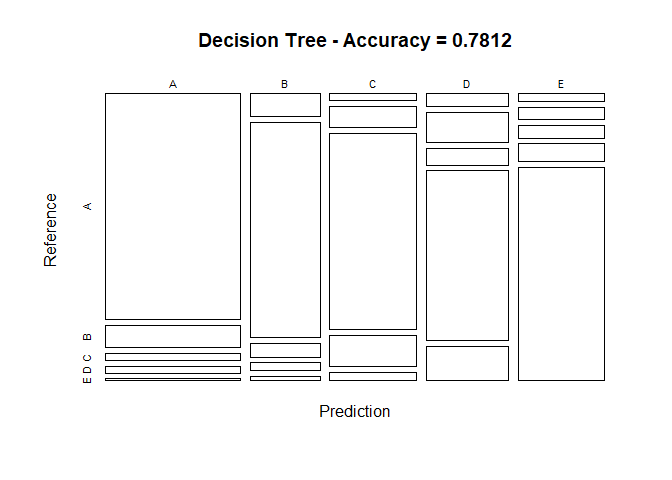 Decision Tree - Accuracy = 0.7812
A B C D E
Reference
A
B
C
D
E
Prediction